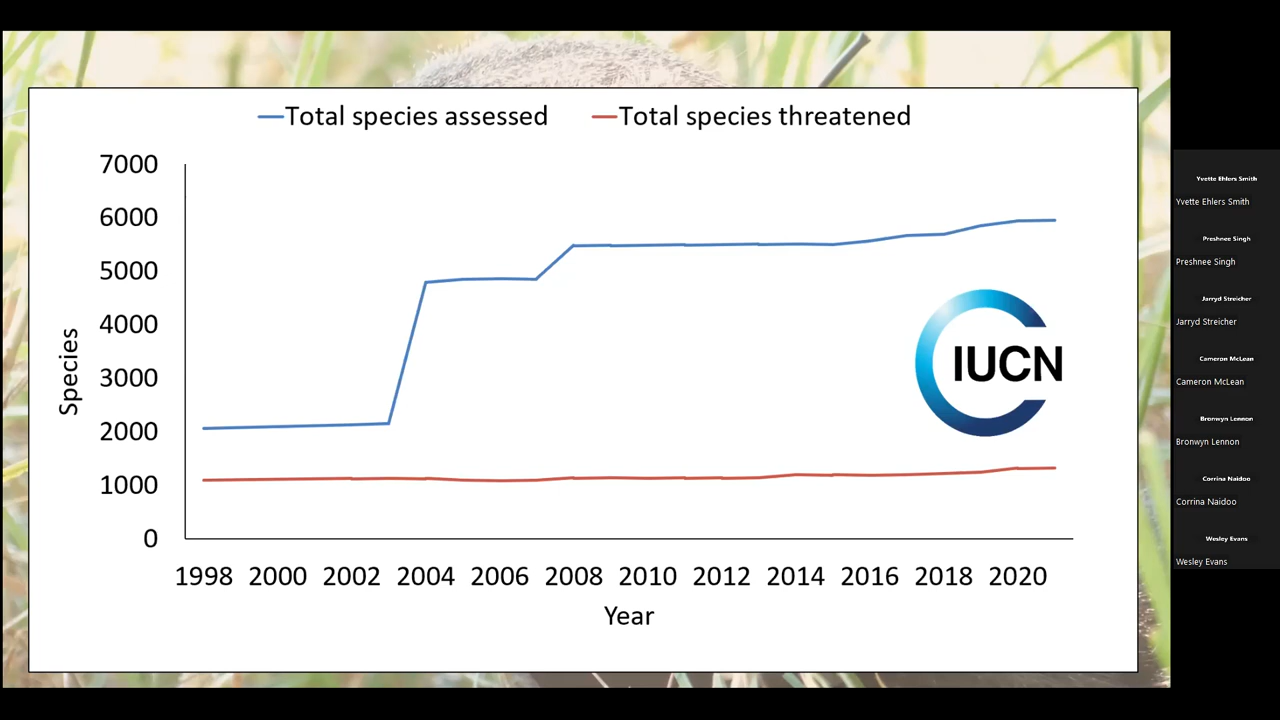 Total species assessed Total species threatened
7000
6000
5000
4000
3000
2000
1000
0
Species
IUCN
1998 2000 2002 2004 2006 2008 2010 2012 2014 2016 2018 2020
Year
Yvette Ehlers Smith
Yvette Ehlers Smith
Preshnee Singh
Preshnee Singh
Jarryd Streicher
Jarryd Streicher
Cameron McLean
Cameron McLean
Bronwyn Lennon
Bronwyn Lennon
Corrina Naidoo
Corrina Naidoo
Wesley Evans
Wesley Evans